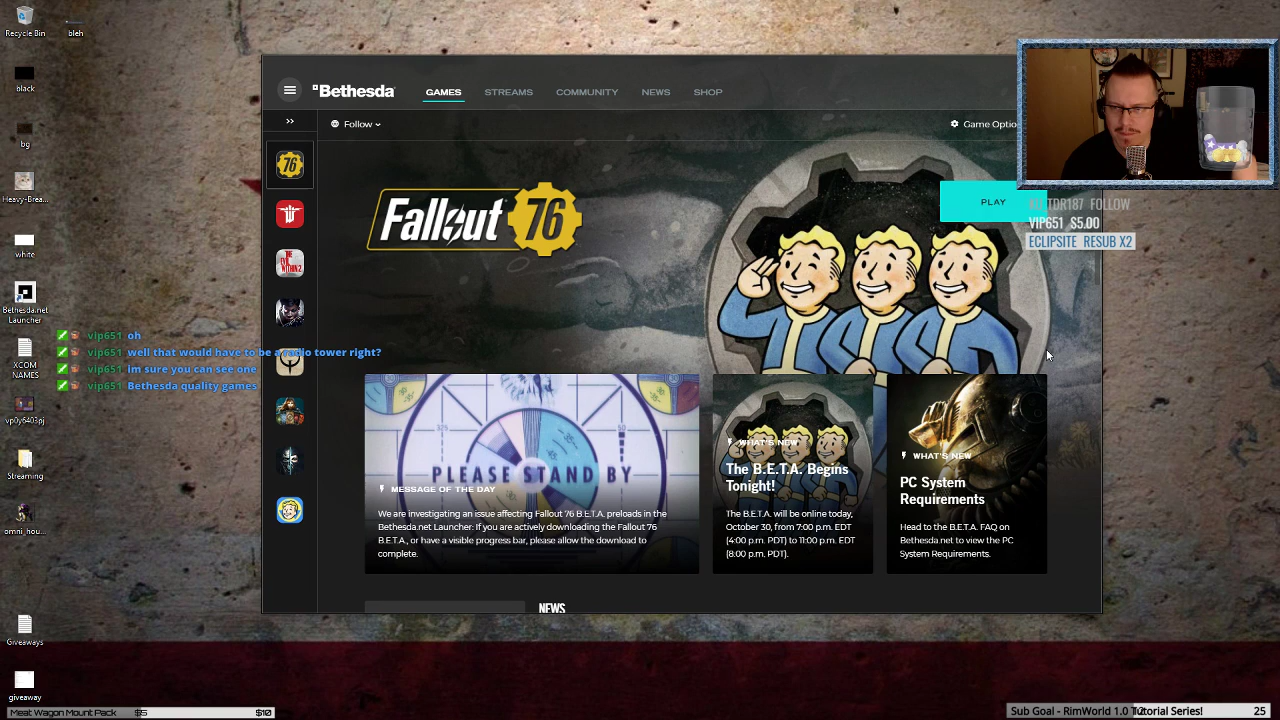 Recycle Bin
bleh
black
bg
Heavy-Brea...
white
Bethesda.net
Launcher
XCOM
NAMES
vp0y6403pj
Streaming
omni_hou...
Giveaways
giveaway
vip651 oh
vip651 well that would have to be a radio tower right?
vip651 im sure you can see one
vip651 Bethesda quality games
Bethesda
GAMES
STREAMS
COMMUNITY
NEWS
SHOP
Follow
Game Optio
76
THE EVIL WITHIN 2
Fallout 76
PLAY
TDR187 FOLLOW
VIP651 $5.00
ECLIPSITE RESUB X2
PLEASE STAND BY
MESSAGE OF THE DAY
We are investigating an issue affecting Fallout 76 B.E.T.A. preloads in the
Bethesda.net Launcher: If you are actively downloading the Fallout 76
B.E.T.A., or have a visible progress bar, please allow the download to
complete.
WHAT'S NEW
The B.E.T.A. Begins
Tonight!
The B.E.T.A. will be online today,
October 30, from 7:00 p.m. EDT
(4:00 p.m. PDT) to 11:00 p.m. EDT
(8:00 p.m. PDT).
WHAT'S NEW
PC System
Requirements
Head to the B.E.T.A. FAQ on
Bethesda.net to view the PC
System Requirements.
NEWS
Meat Wagon Mount Pack
$5
$10
Sub Goal - RimWorld 1.0 Tutorial Series!
25